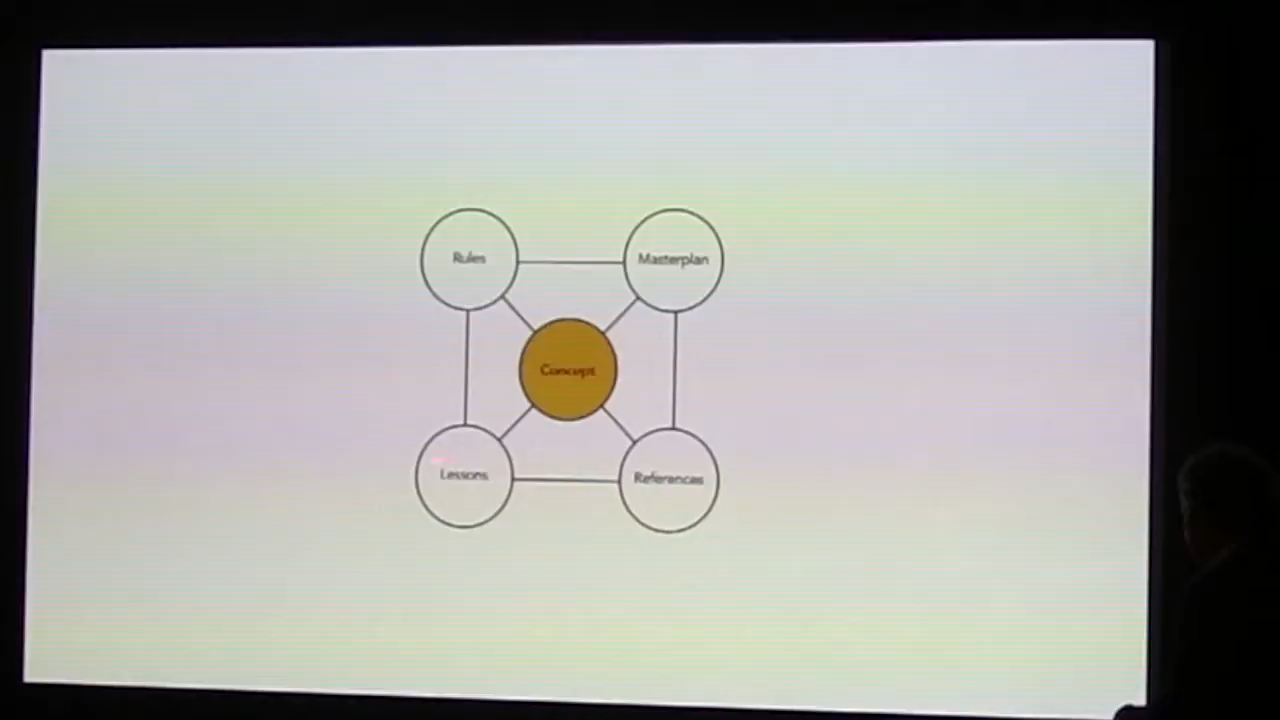 Rules
Masterplan
Concept
Lessons
References